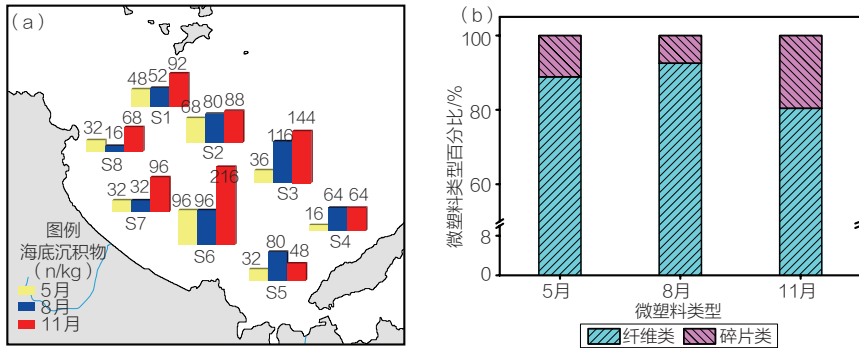 (a)
48 52 92
S1
68 80 88
S2
32 16 68
S8
36 116 144
S3
32 32 96
S7
96 96 216
S6
16 64 64
S4
32 80 48
S5
图例
海底沉积物
(n/kg)
5月
8月
11月
(b)
微塑料类型百分比/%
100
80
60
8
0
5月 8月 11月
微塑料类型
纤维类 碎片类